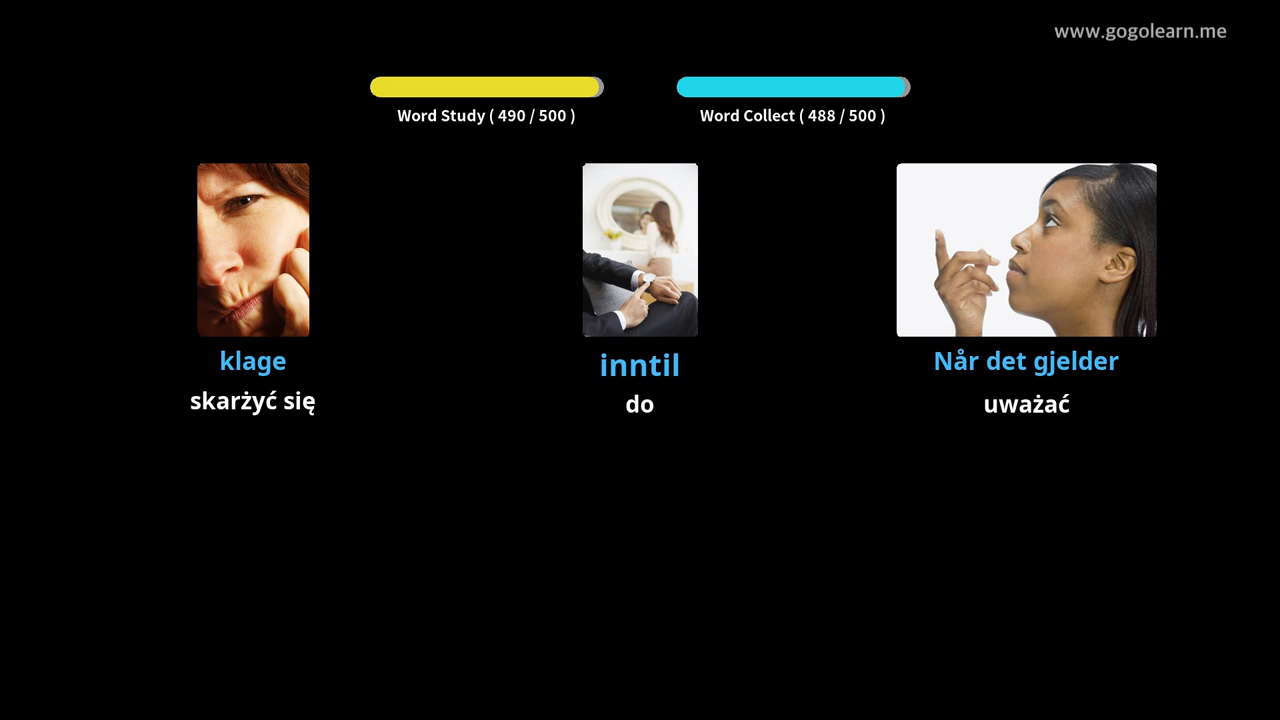 www.gogolearn.me
Word Study ( 490 / 500 )
Word Collect ( 488 / 500 )
klage
skarżyć się
inntil
do
Når det gjelder
uważać